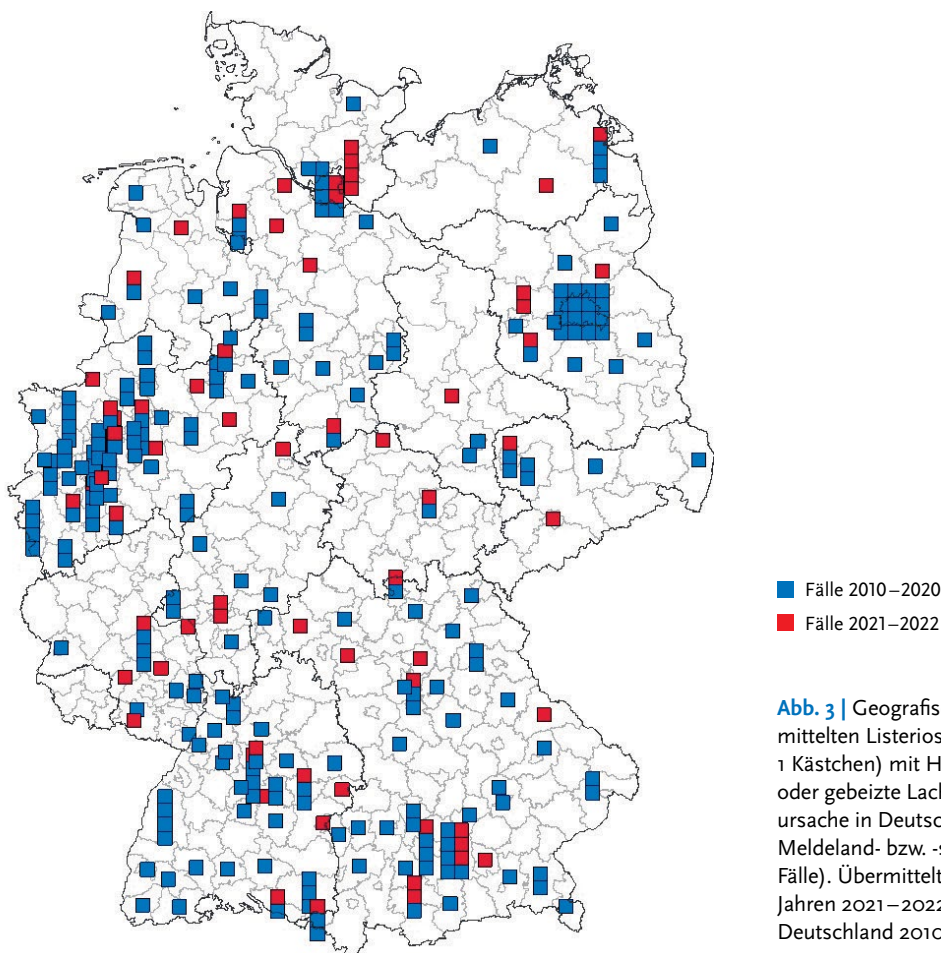 Fälle 2010–2020
Fälle 2021–2022
Abb. 3 | Geografis
mittelten Listerios
1 Kästchen) mit H
oder gebeizte Lach
ursache in Deutsc
Meldeland- bzw. -s
Fälle). Übermittelt
Jahren 2021–2022
Deutschland 2010